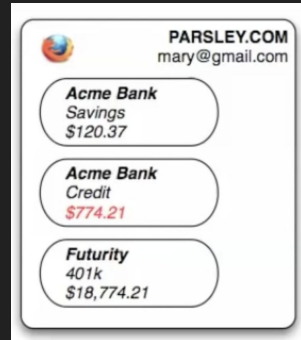 PARSLEY.COM
mary@gmail.com
Acme Bank
Savings
$120.37
Acme Bank
Credit
$774.21
Futurity
401k
$18,774.21